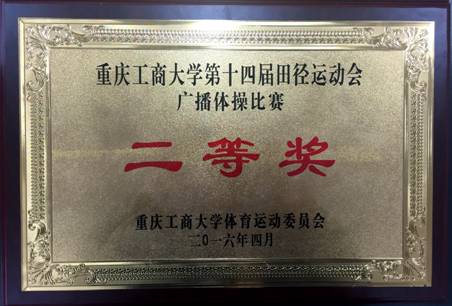 重庆工商大学第十四届田径运动会
广播体操比赛
二等奖
重庆工商大学体育运动委员会
二0一六年四月